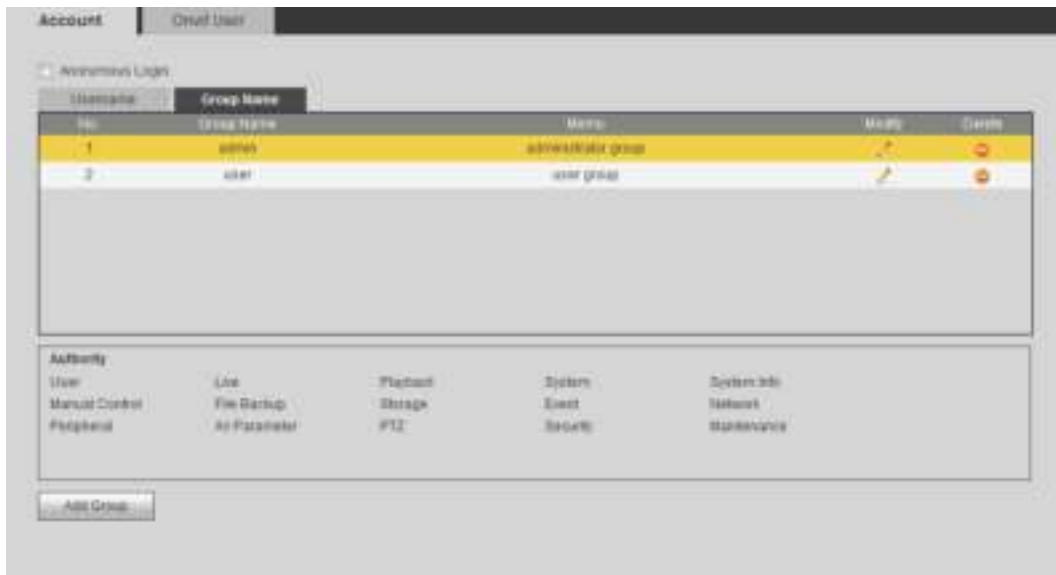 Account Onvif User
Anonymous Login
Username Group Name
No. Group Name Memo Modify Delete
1 admin administrator group
2 user user group
Authority
User Live Playback System System Info
Manual Control File Backup Storage Event Network
Peripheral AV Parameter PTZ Security Maintenance
Add Group